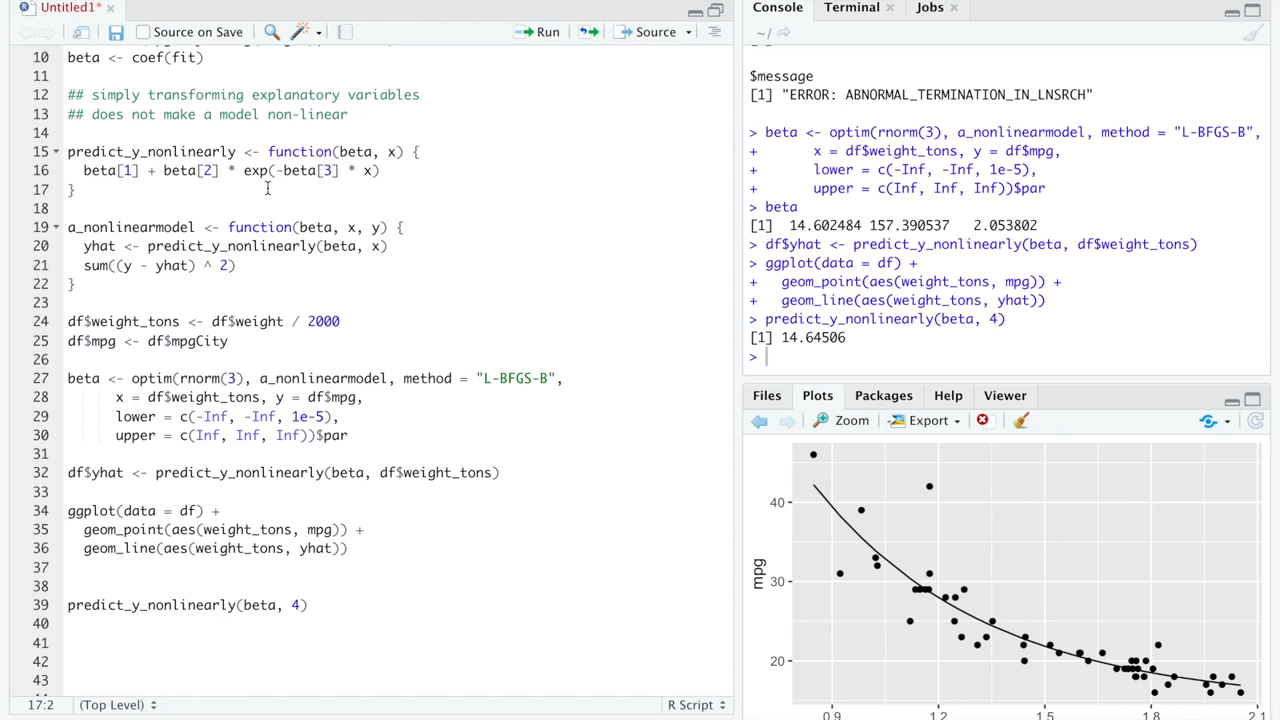 Untitled1*
Source on Save
Run
Source
10 beta <- coef(fit)
11
12 ## simply transforming explanatory variables
13 ## does not make a model non-linear
14
15 predict_y_nonlinearly <- function(beta, x) {
16 beta[1] + beta[2] * exp(-beta[3] * x)
17 }
18
19 a_nonlinearmodel <- function(beta, x, y) {
20 yhat <- predict_y_nonlinearly(beta, x)
21 sum((y - yhat) ^ 2)
22 }
23
24 df$weight_tons <- df$weight / 2000
25 df$mpg <- df$mpgCity
26
27 beta <- optim(rnorm(3), a_nonlinearmodel, method = "L-BFGS-B",
28 x = df$weight_tons, y = df$mpg,
29 lower = c(-Inf, -Inf, 1e-5),
30 upper = c(Inf, Inf, Inf))$par
31
32 df$yhat <- predict_y_nonlinearly(beta, df$weight_tons)
33
34 ggplot(data = df) +
35 geom_point(aes(weight_tons, mpg)) +
36 geom_line(aes(weight_tons, yhat))
37
38
39 predict_y_nonlinearly(beta, 4)
40
41
42
43
17:2 (Top Level) R Script
Console Terminal Jobs
~/
$message
[1] "ERROR: ABNORMAL_TERMINATION_IN_LNSRCH"
> beta <- optim(rnorm(3), a_nonlinearmodel, method = "L-BFGS-B",
+ x = df$weight_tons, y = df$mpg,
+ lower = c(-Inf, -Inf, 1e-5),
+ upper = c(Inf, Inf, Inf))$par
> beta
[1] 14.602484 157.390537 2.053802
> df$yhat <- predict_y_nonlinearly(beta, df$weight_tons)
> ggplot(data = df) +
+ geom_point(aes(weight_tons, mpg)) +
+ geom_line(aes(weight_tons, yhat))
> predict_y_nonlinearly(beta, 4)
[1] 14.64506
>
Files Plots Packages Help Viewer
Zoom Export
40
30
20
mpg
0.9 1.2 1.5 1.8 2.1